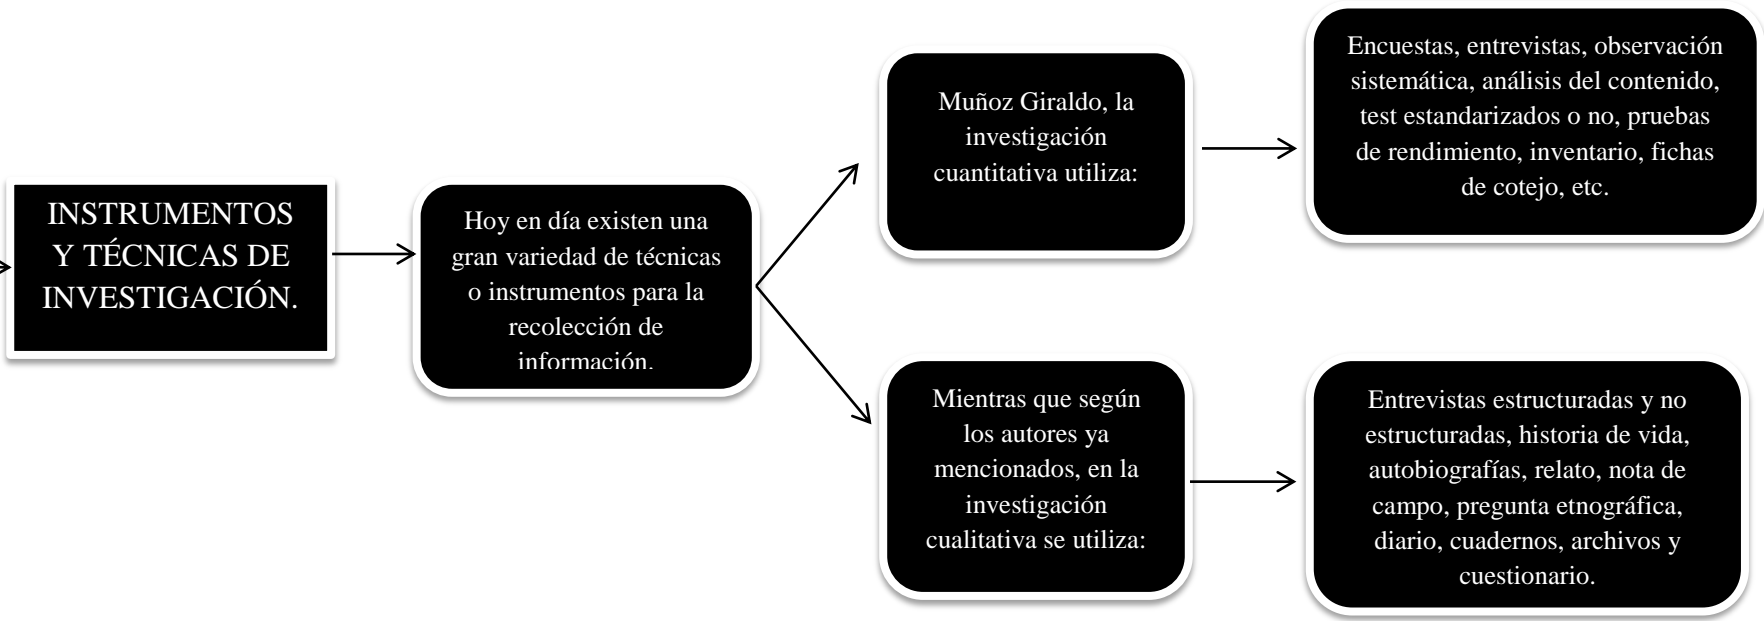 INSTRUMENTOS
Y TÉCNICAS DE
INVESTIGACIÓN.
Hoy en día existen una
gran variedad de técnicas
o instrumentos para la
recolección de
información.
Muñoz Giraldo, la
investigación
cuantitativa utiliza:
Encuestas, entrevistas, observación
sistemática, análisis del contenido,
test estandarizados o no, pruebas
de rendimiento, inventario, fichas
de cotejo, etc.
Mientras que según
los autores ya
mencionados, en la
investigación
cualitativa se utiliza:
Entrevistas estructuradas y no
estructuradas, historia de vida,
autobiografías, relato, nota de
campo, pregunta etnográfica,
diario, cuadernos, archivos y
cuestionario.